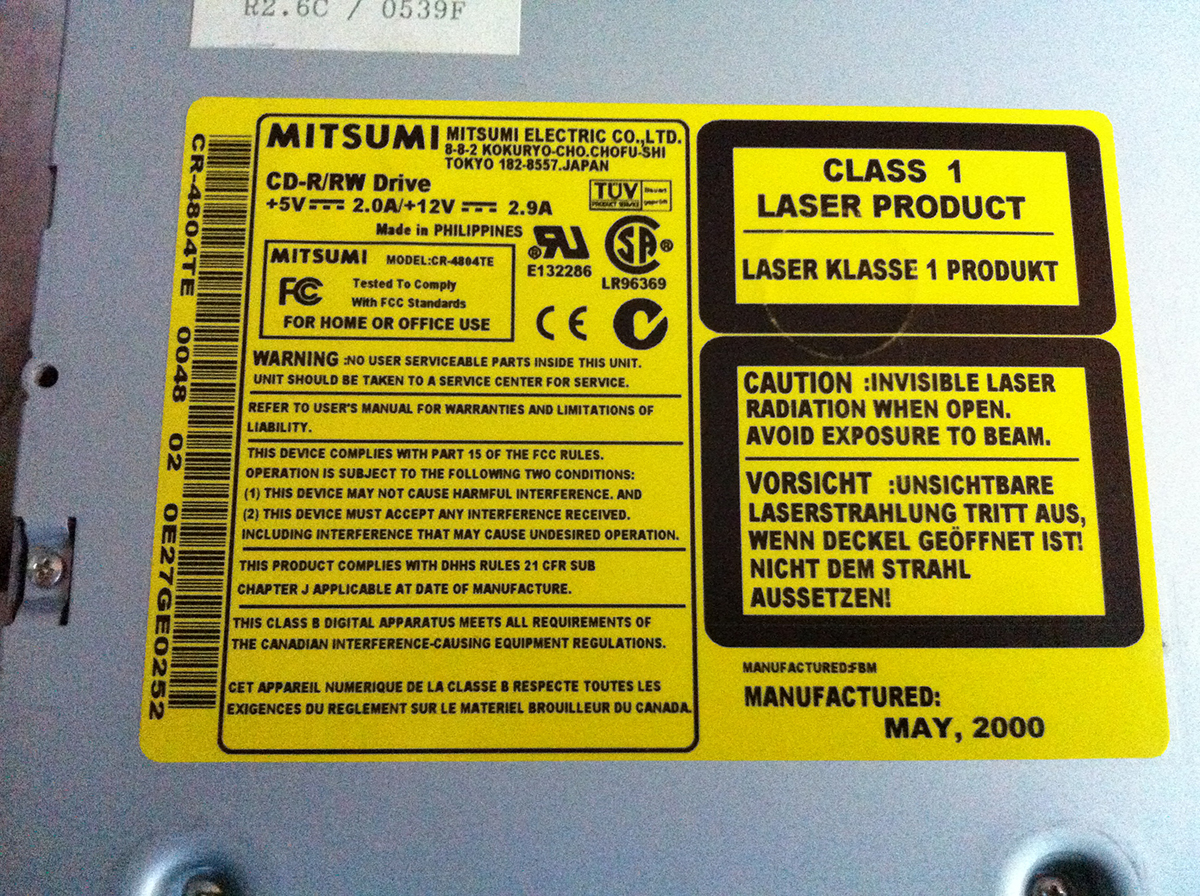 R2.6C / 0539F
CR-4804TE 0048 02 0E27GE0252
MITSUMI
MITSUMI ELECTRIC CO.,LTD.
8-8-2 KOKURYO-CHO.CHOFU-SHI
TOKYO 182-8557.JAPAN
CD-R/RW Drive
+5V 2.0A/+12V 2.9A
Made in PHILIPPINES
TÜV
PRODUCT SERVICE
MITSUMI MODEL:CR-4804TE
FC
Tested To Comply
With FCC Standards
FOR HOME OR OFFICE USE
RU ®
E132286
SA ®
LR96369
CE
WARNING :NO USER SERVICEABLE PARTS INSIDE THIS UNIT.
UNIT SHOULD BE TAKEN TO A SERVICE CENTER FOR SERVICE.
REFER TO USER'S MANUAL FOR WARRANTIES AND LIMITATIONS OF
LIABILITY.
THIS DEVICE COMPLIES WITH PART 15 OF THE FCC RULES.
OPERATION IS SUBJECT TO THE FOLLOWING TWO CONDITIONS:
(1) THIS DEVICE MAY NOT CAUSE HARMFUL INTERFERENCE. AND
(2) THIS DEVICE MUST ACCEPT ANY INTERFERENCE RECEIVED.
INCLUDING INTERFERENCE THAT MAY CAUSE UNDESIRED OPERATION.
THIS PRODUCT COMPLIES WITH DHHS RULES 21 CFR SUB
CHAPTER J APPLICABLE AT DATE OF MANUFACTURE.
THIS CLASS B DIGITAL APPARATUS MEETS ALL REQUIREMENTS OF
THE CANADIAN INTERFERENCE-CAUSING EQUIPMENT REGULATIONS.
CET APPAREIL NUMERIQUE DE LA CLASSE B RESPECTE TOUTES LES
EXIGENCES DU REGLEMENT SUR LE MATERIEL BROUILLEUR DU CANADA.
CLASS 1
LASER PRODUCT
LASER KLASSE 1 PRODUKT
CAUTION :INVISIBLE LASER
RADIATION WHEN OPEN.
AVOID EXPOSURE TO BEAM.
VORSICHT :UNSICHTBARE
LASERSTRAHLUNG TRITT AUS,
WENN DECKEL GEÖFFNET IST!
NICHT DEM STRAHL
AUSSETZEN!
MANUFACTURED:FBM
MANUFACTURED:
MAY, 2000